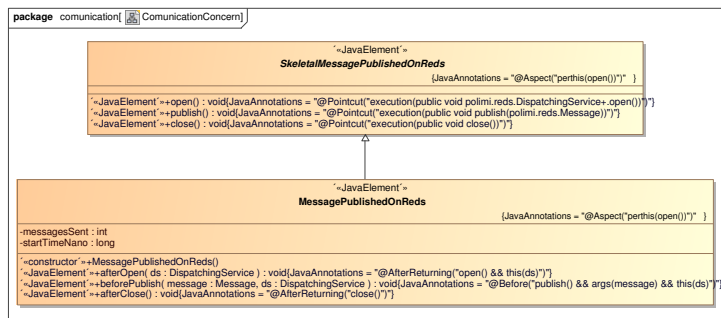 package comunication[ ComunicationConcern]
´«JavaElement´»
SkeletalMessagePublishedOnReds
{JavaAnnotations = "@Aspect("perthis(open())")" }
´«JavaElement´»+open() : void{JavaAnnotations = "@Pointcut("execution(public void polimi.reds.DispatchingService+.open())")"}
´«JavaElement´»+publish() : void{JavaAnnotations = "@Pointcut("execution(public void publish(polimi.reds.Message))")"}
´«JavaElement´»+close() : void{JavaAnnotations = "@Pointcut("execution(public void close())")"}
´«JavaElement´»
MessagePublishedOnReds
{JavaAnnotations = "@Aspect("perthis(open())")" }
-messagesSent : int
-startTimeNano : long
´«constructor´»+MessagePublishedOnReds()
´«JavaElement´»+afterOpen( ds : DispatchingService ) : void{JavaAnnotations = "@AfterReturning("open() && this(ds)")"}
´«JavaElement´»+beforePublish( message : Message, ds : DispatchingService ) : void{JavaAnnotations = "@Before("publish() && args(message) && this(ds)")"}
´«JavaElement´»+afterClose() : void{JavaAnnotations = "@AfterReturning("close()")"}